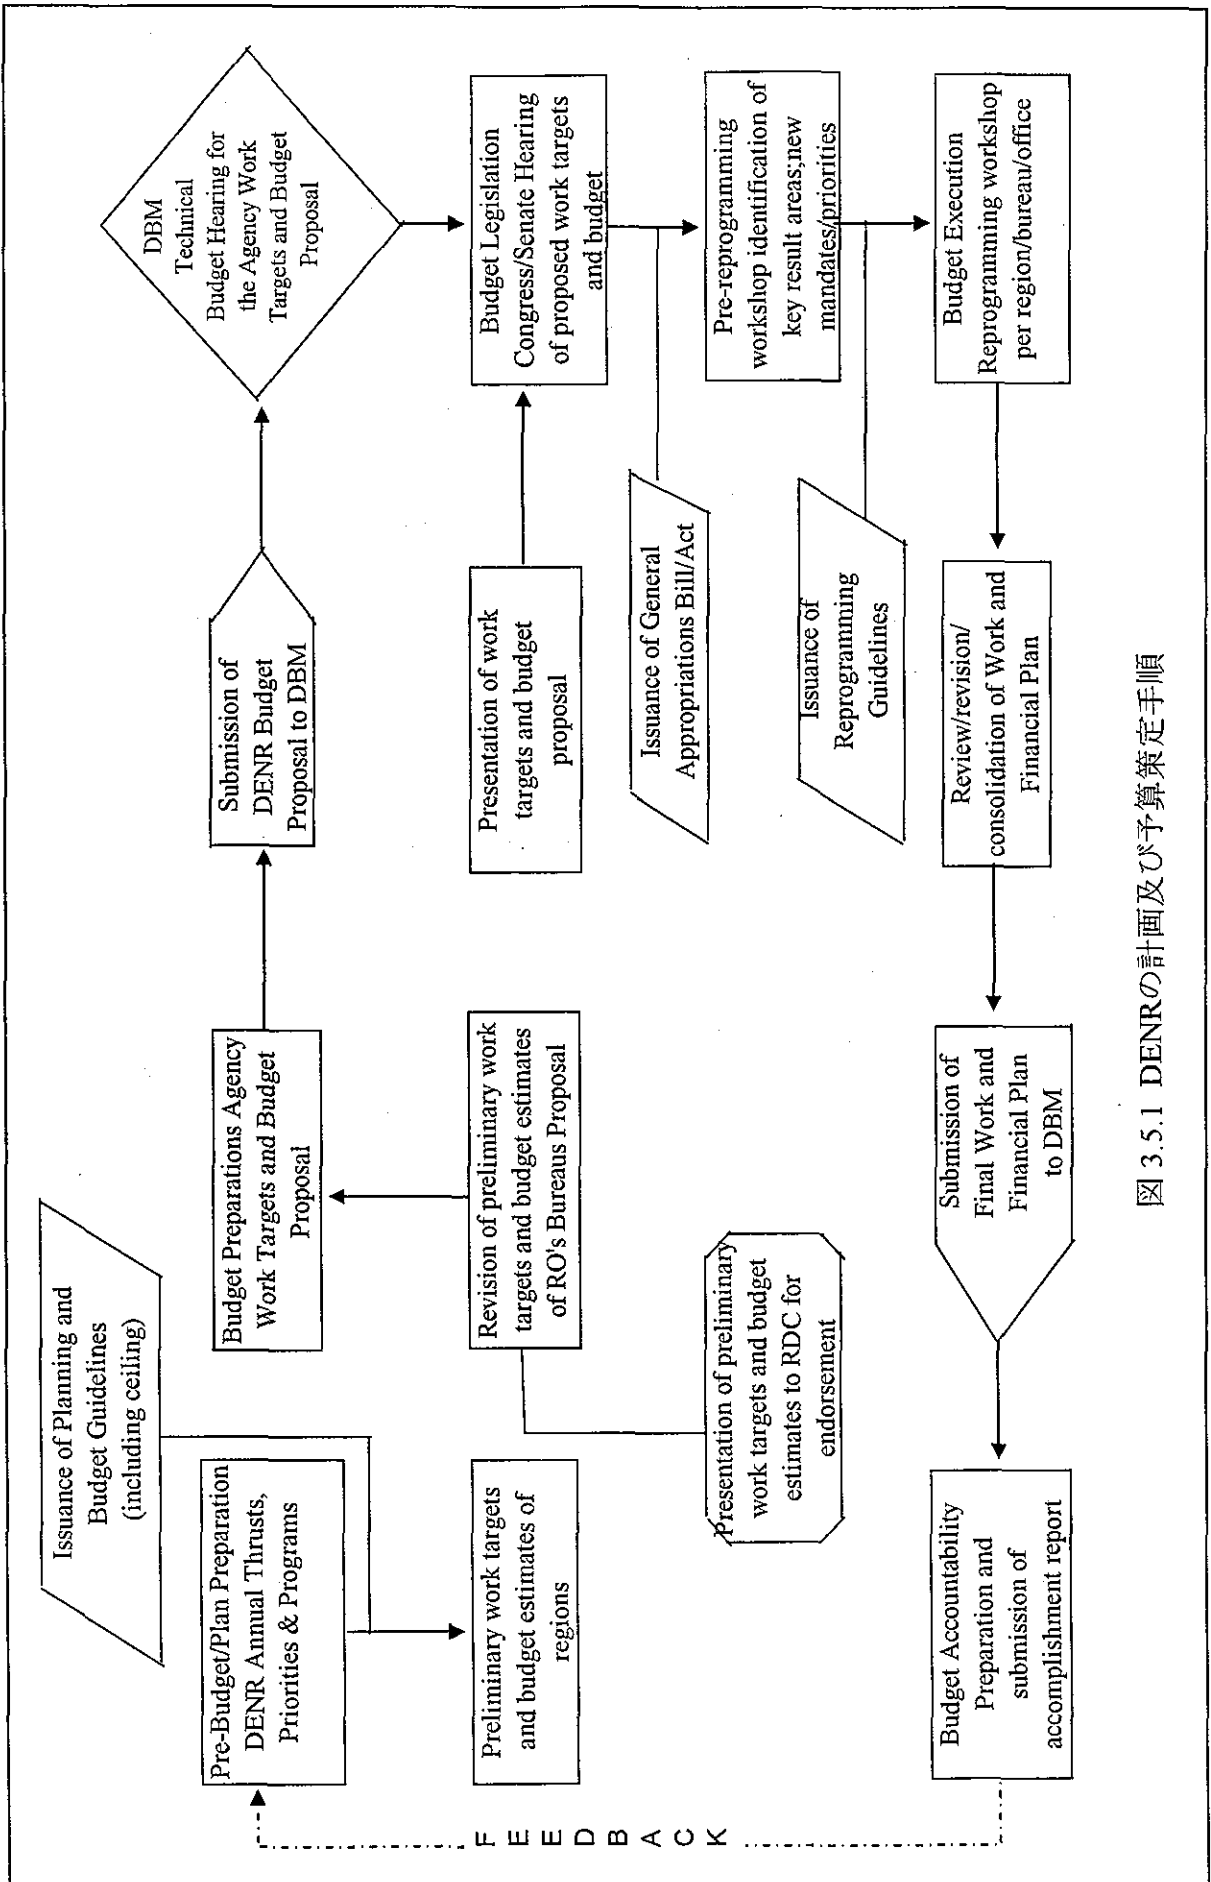 Issuance of Planning and
Budget Guidelines
(including ceiling)
Pre-Budget/Plan Preparation
DENR Annual Thrusts,
Priorities & Programs
Preliminary work targets
and budget estimates of
regions
Budget Preparations Agency
Work Targets and Budget
Proposal
Revision of preliminary work
targets and budget estimates
of RO's Bureaus Proposal
Presentation of preliminary
work targets and budget
estimates to RDC for
endorsement
Submission of
DENR Budget
Proposal to DBM
DBM
Technical
Budget Hearing for
the Agency Work
Targets and Budget
Proposal
Presentation of work
targets and budget
proposal
Budget Legislation
Congress/Senate Hearing
of proposed work targets
and budget
Issuance of General
Appropriations Bill/Act
Pre-reprogramming
workshop identification of
key result areas;new
mandates/priorities
Issuance of
Reprogramming
Guidelines
Budget Execution
Reprogramming workshop
per region/bureau/office
Review/revision/
consolidation of Work and
Financial Plan
Submission of
Final Work and
Financial Plan
to DBM
Budget Accountability
Preparation and
submission of
accomplishment report
FEEDBACK
図 3.5.1 DENRの計画及び予算策定手順